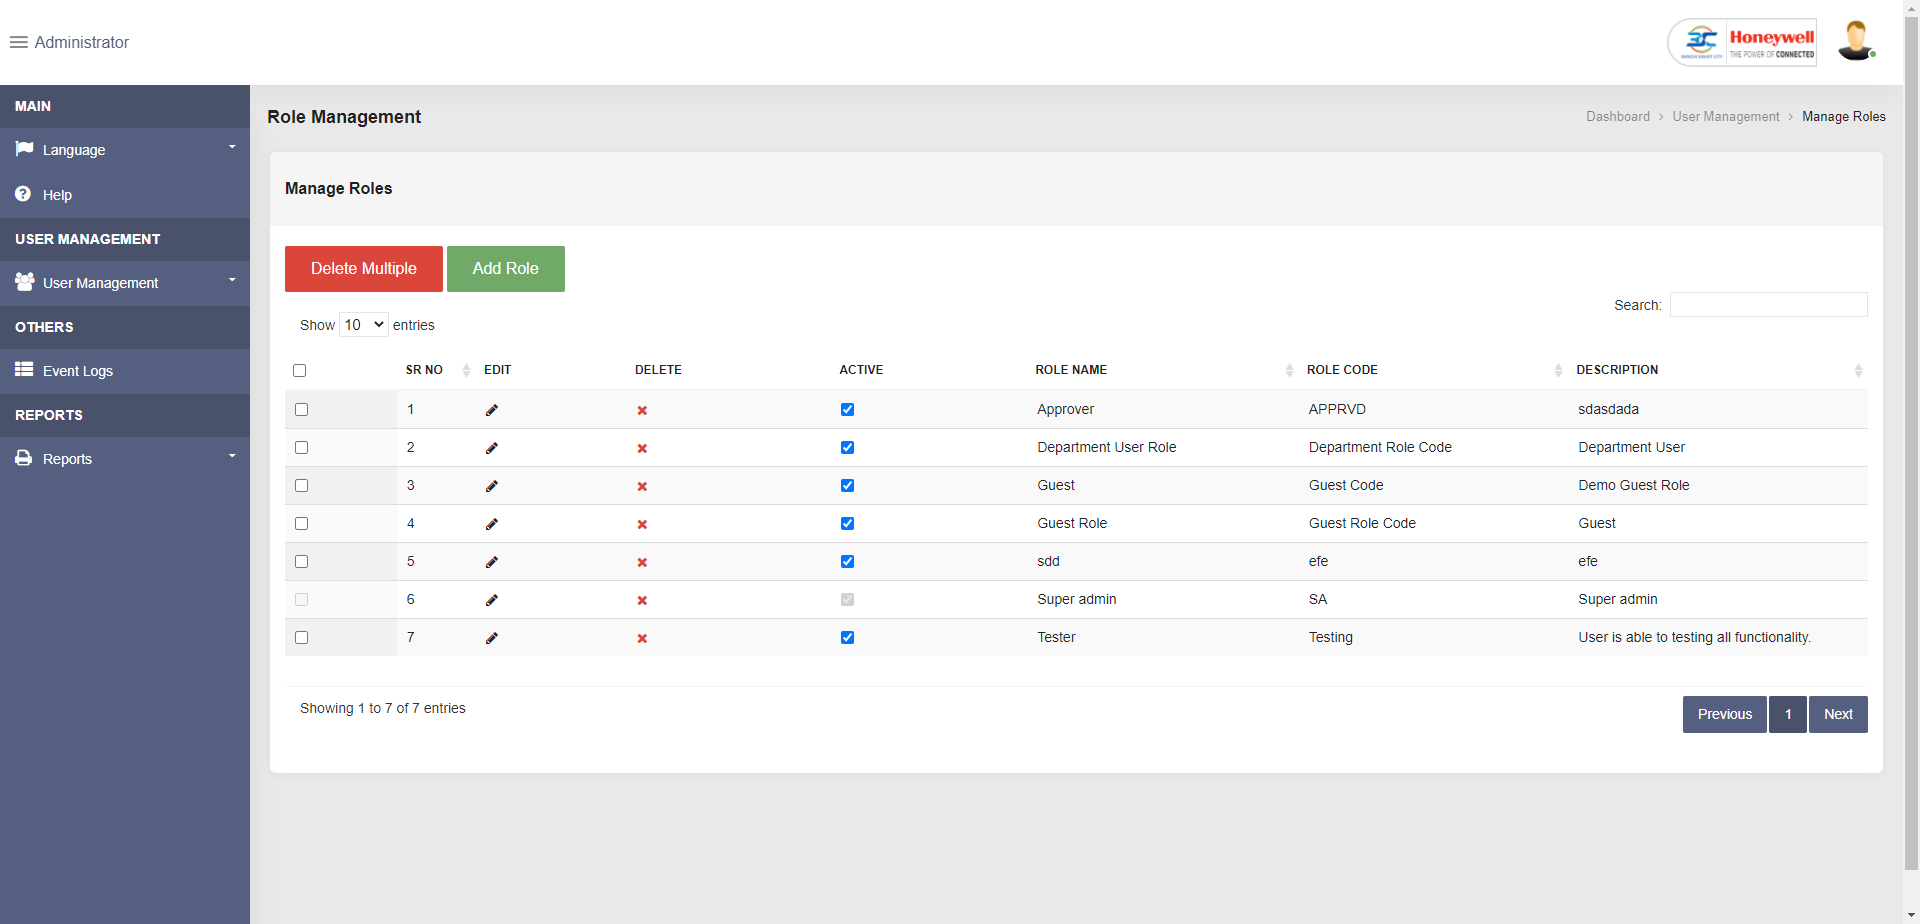 Administrator
Honeywell
THE POWER OF CONNECTED
MAIN
Language
Help
USER MANAGEMENT
User Management
OTHERS
Event Logs
REPORTS
Reports
Role Management
Dashboard > User Management > Manage Roles
Manage Roles
Delete Multiple Add Role
Search:
Show 10 entries
SR NO EDIT DELETE ACTIVE ROLE NAME ROLE CODE DESCRIPTION
1 Approver APPRVD sdasdada
2 Department User Role Department Role Code Department User
3 Guest Guest Code Demo Guest Role
4 Guest Role Guest Role Code Guest
5 sdd efe efe
6 Super admin SA Super admin
7 Tester Testing User is able to testing all functionality.
Showing 1 to 7 of 7 entries
Previous 1 Next